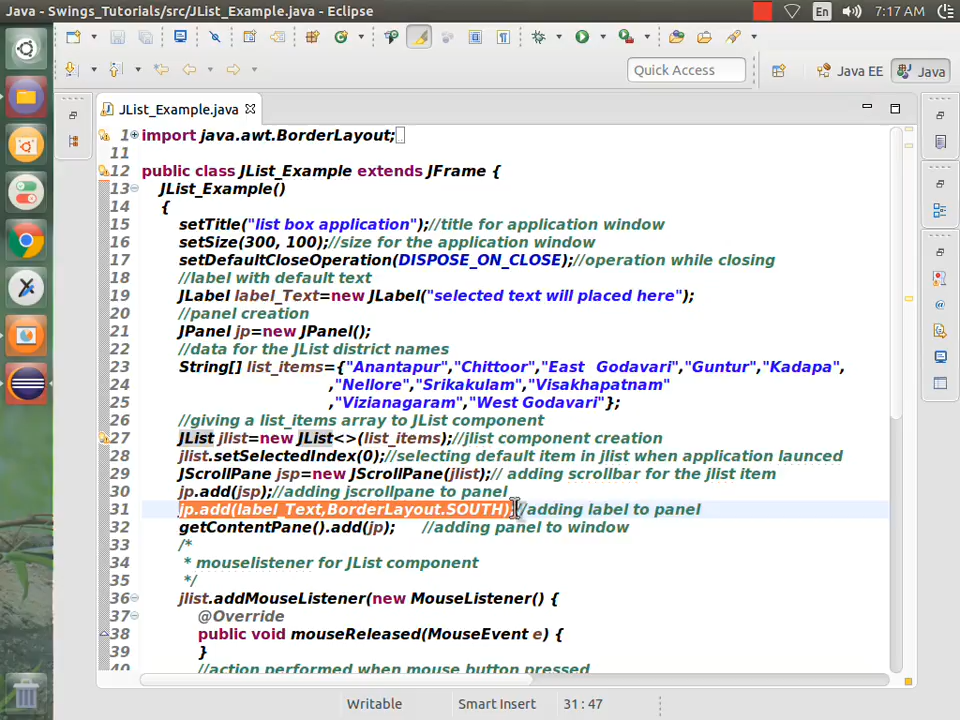 Java - Swings_Tutorials/src/JList_Example.java - Eclipse
En
7:17 AM
Quick Access
Java EE
Java
JList_Example.java
1 import java.awt.BorderLayout;
11
12 public class JList_Example extends JFrame {
13 JList_Example()
14 {
15 setTitle("list box application");//title for application window
16 setSize(300, 100);//size for the application window
17 setDefaultCloseOperation(DISPOSE_ON_CLOSE);//operation while closing
18 //label with default text
19 JLabel label_Text=new JLabel("selected text will placed here");
20 //panel creation
21 JPanel jp=new JPanel();
22 //data for the JList district names
23 String[] list_items={"Anantapur","Chittoor","East  Godavari","Guntur","Kadapa",
24 ,"Nellore","Srikakulam","Visakhapatnam"
25 ,"Vizianagaram","West Godavari"};
26 //giving a list_items array to JList component
27 JList jlist=new JList<>(list_items);//jlist component creation
28 jlist.setSelectedIndex(0);//selecting default item in jlist when application launced
29 JScrollPane jsp=new JScrollPane(jlist);// adding scrollbar for the jlist item
30 jp.add(jsp);//adding jscrollpane to panel
31 jp.add(label_Text,BorderLayout.SOUTH);//adding label to panel
32 getContentPane().add(jp);    //adding panel to window
33 /*
34 * mouselistener for JList component
35 */
36 jlist.addMouseListener(new MouseListener() {
37 @Override
38 public void mouseReleased(MouseEvent e) {
39 }
40 //action performed when mouse button pressed
Writable
Smart Insert
31 : 47